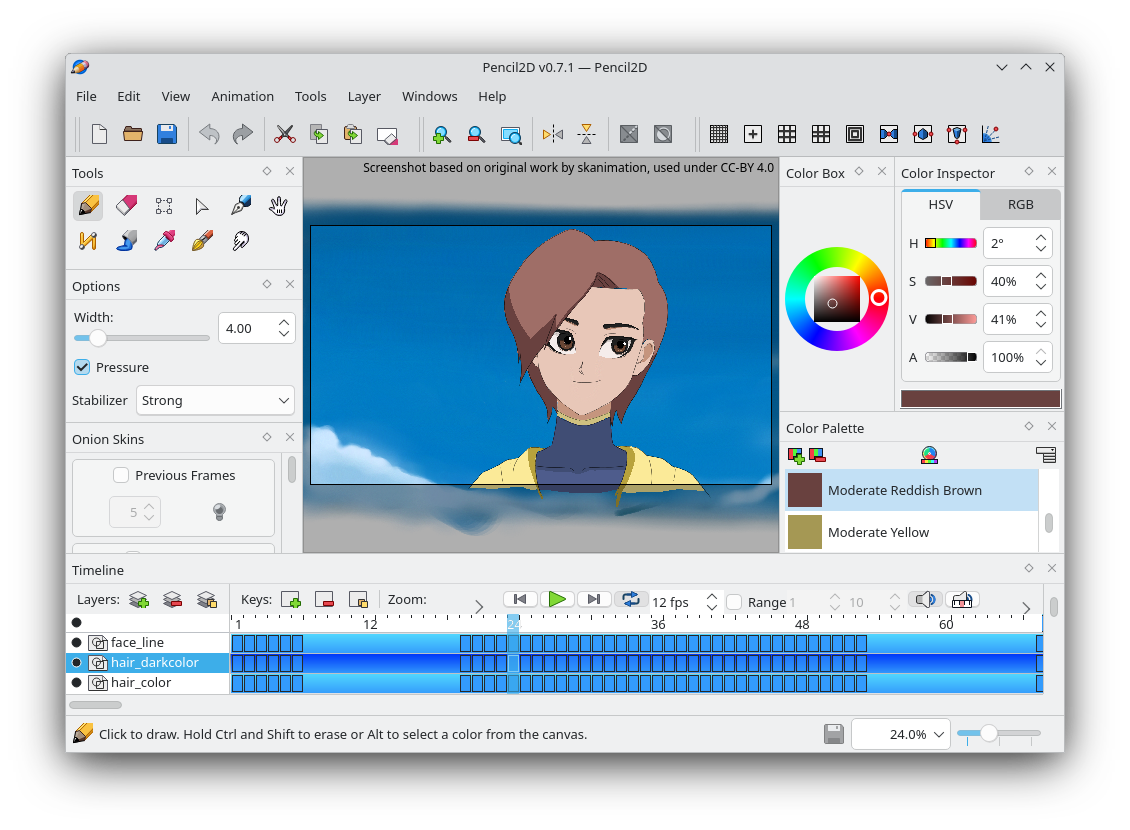 Pencil2D v0.7.1 — Pencil2D
File Edit View Animation Tools Layer Windows Help
Tools
Screenshot based on original work by skanimation, used under CC-BY 4.0
Options
Width:
4.00
Pressure
Stabilizer Strong
Onion Skins
Previous Frames
5
Color Box
Color Inspector
HSV RGB
H 2°
S 40%
V 41%
A 100%
Color Palette
Moderate Reddish Brown
Moderate Yellow
Timeline
Layers: Keys: Zoom: 12 fps Range 1 10
1 12 24 36 48 60
face_line
hair_darkcolor
hair_color
Click to draw. Hold Ctrl and Shift to erase or Alt to select a color from the canvas.
24.0%